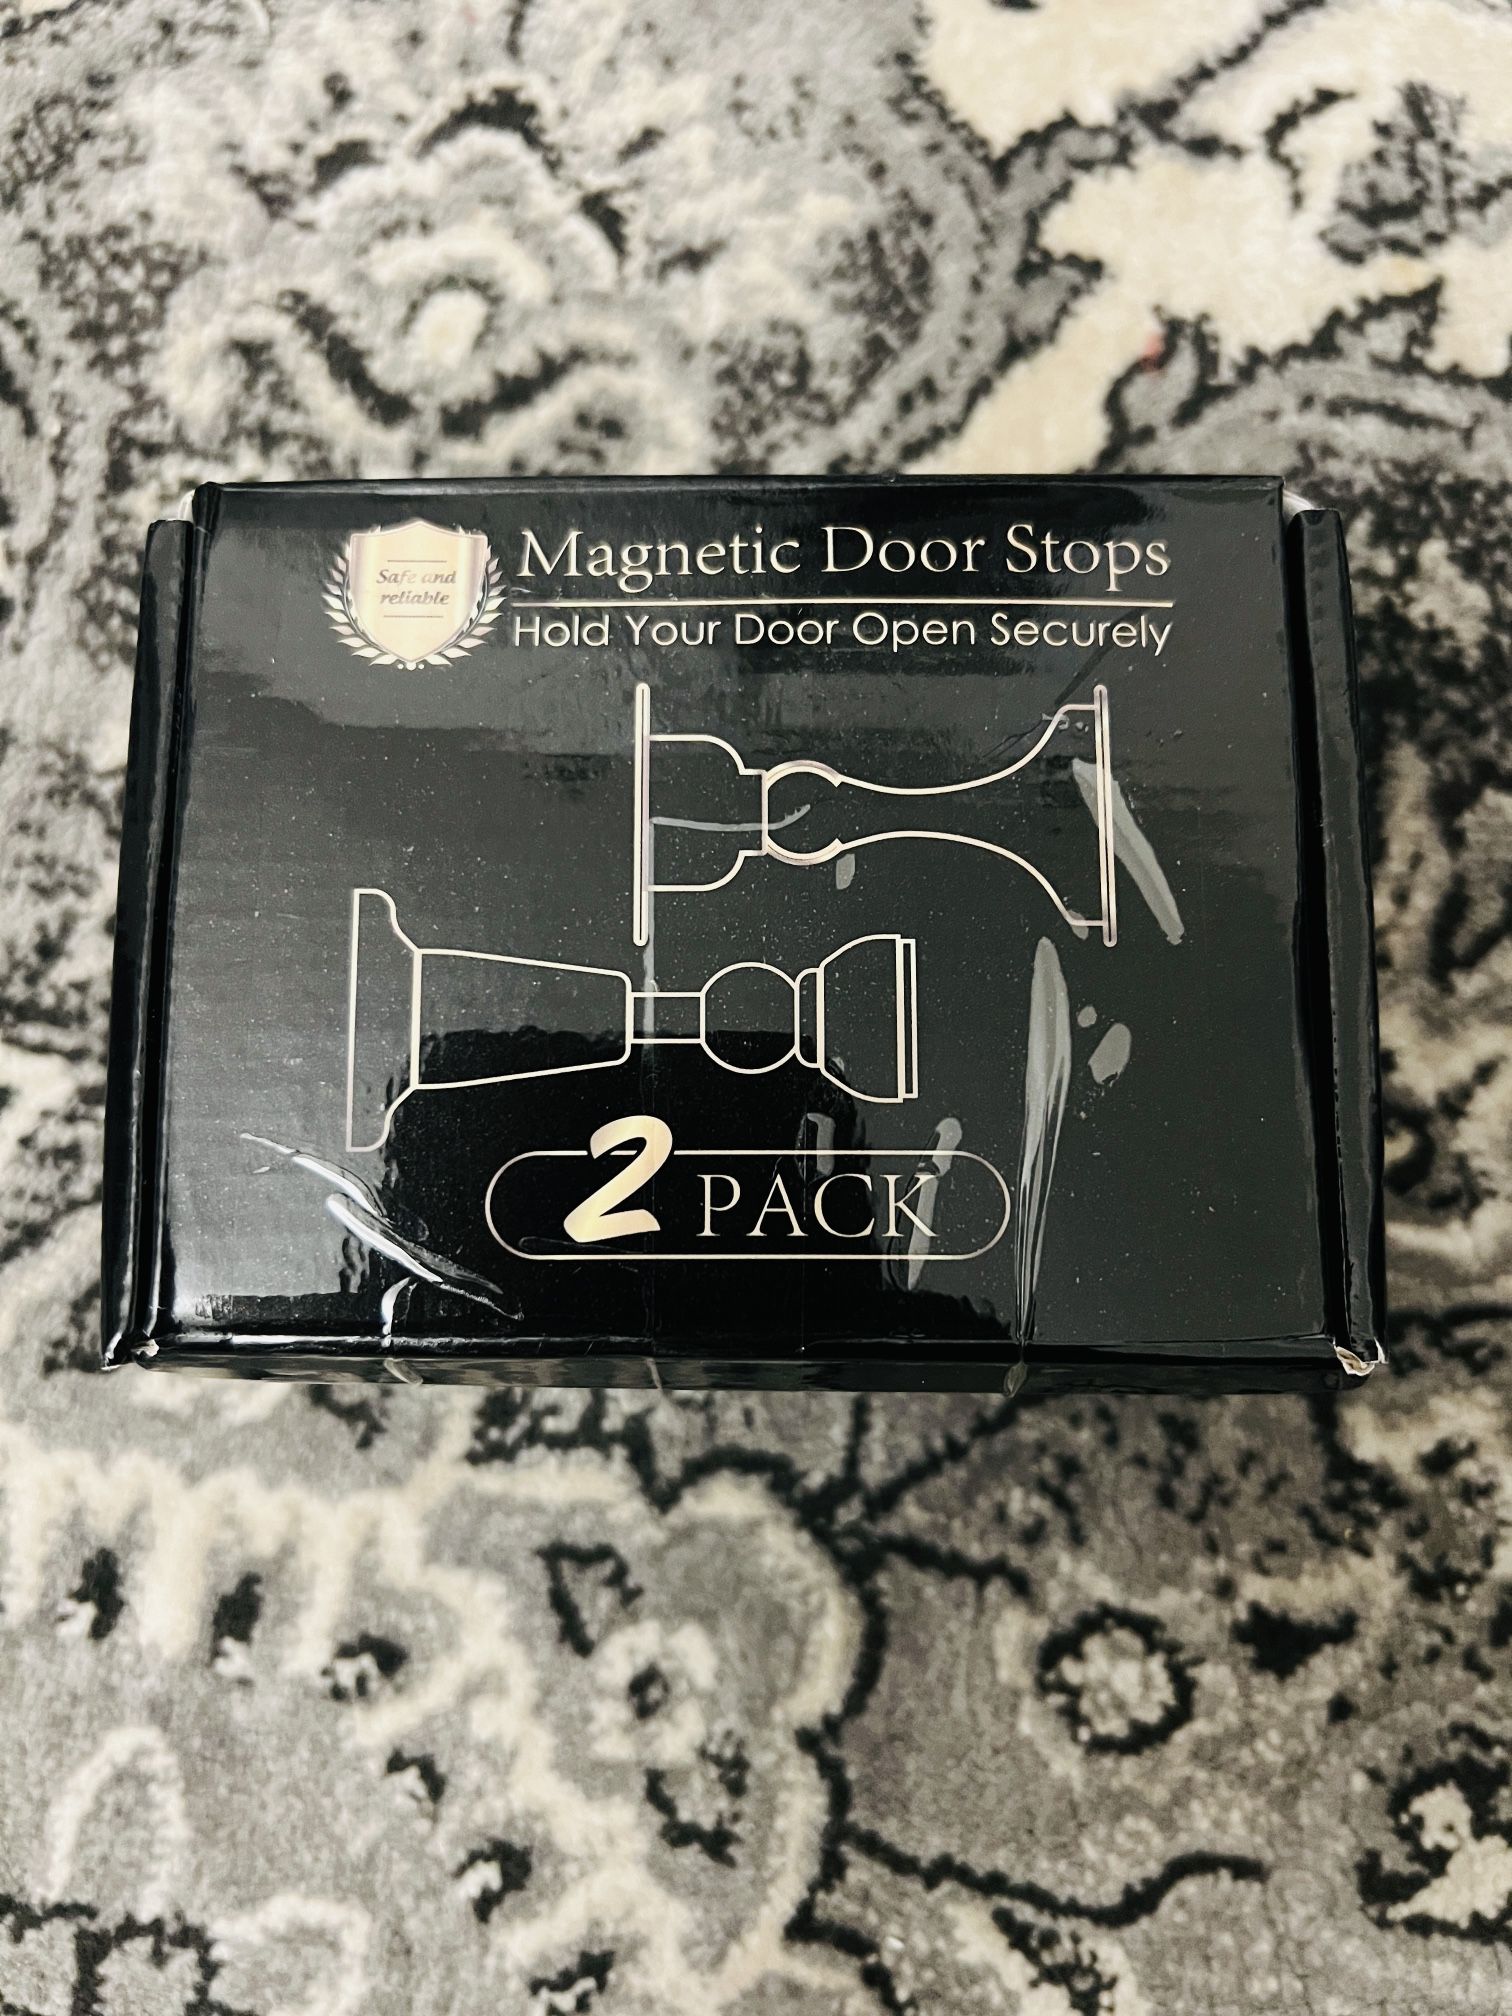 Safe and
reliable
Magnetic Door Stops
Hold Your Door Open Securely
2 PACK